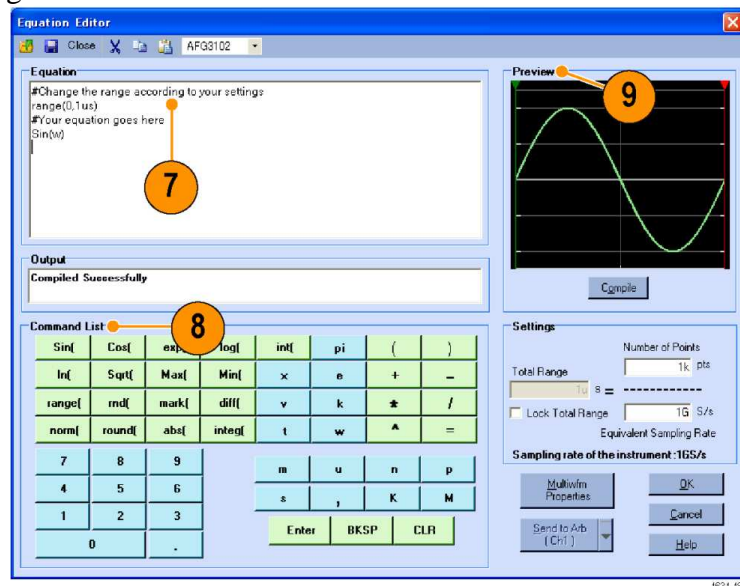 Equation Editor
Close AFG3102
Equation
#Change the range according to your settings
range(0,1us)
#Your equation goes here
Sin(w)
7
Output
Compiled Successfully
Preview
9
Compile
Command List
8
Sin( Cos( exp( log( int( pi ( )
ln( Sqrt( Max( Min( x e + -
range( rnd( mark( diff( v k * /
norm( round( abs( integ( t w ^ =
7 8 9
4 5 6
1 2 3
0 .
m u n p
s , K M
Enter BKSP CLR
Settings
Number of Points
Total Range 1k pts
1u s = ------------
Lock Total Range 1G S/s
Equivalent Sampling Rate
Sampling rate of the instrument :1GS/s
Multiwfm Properties
OK
Send to Arb (Ch1)
Cancel
Help